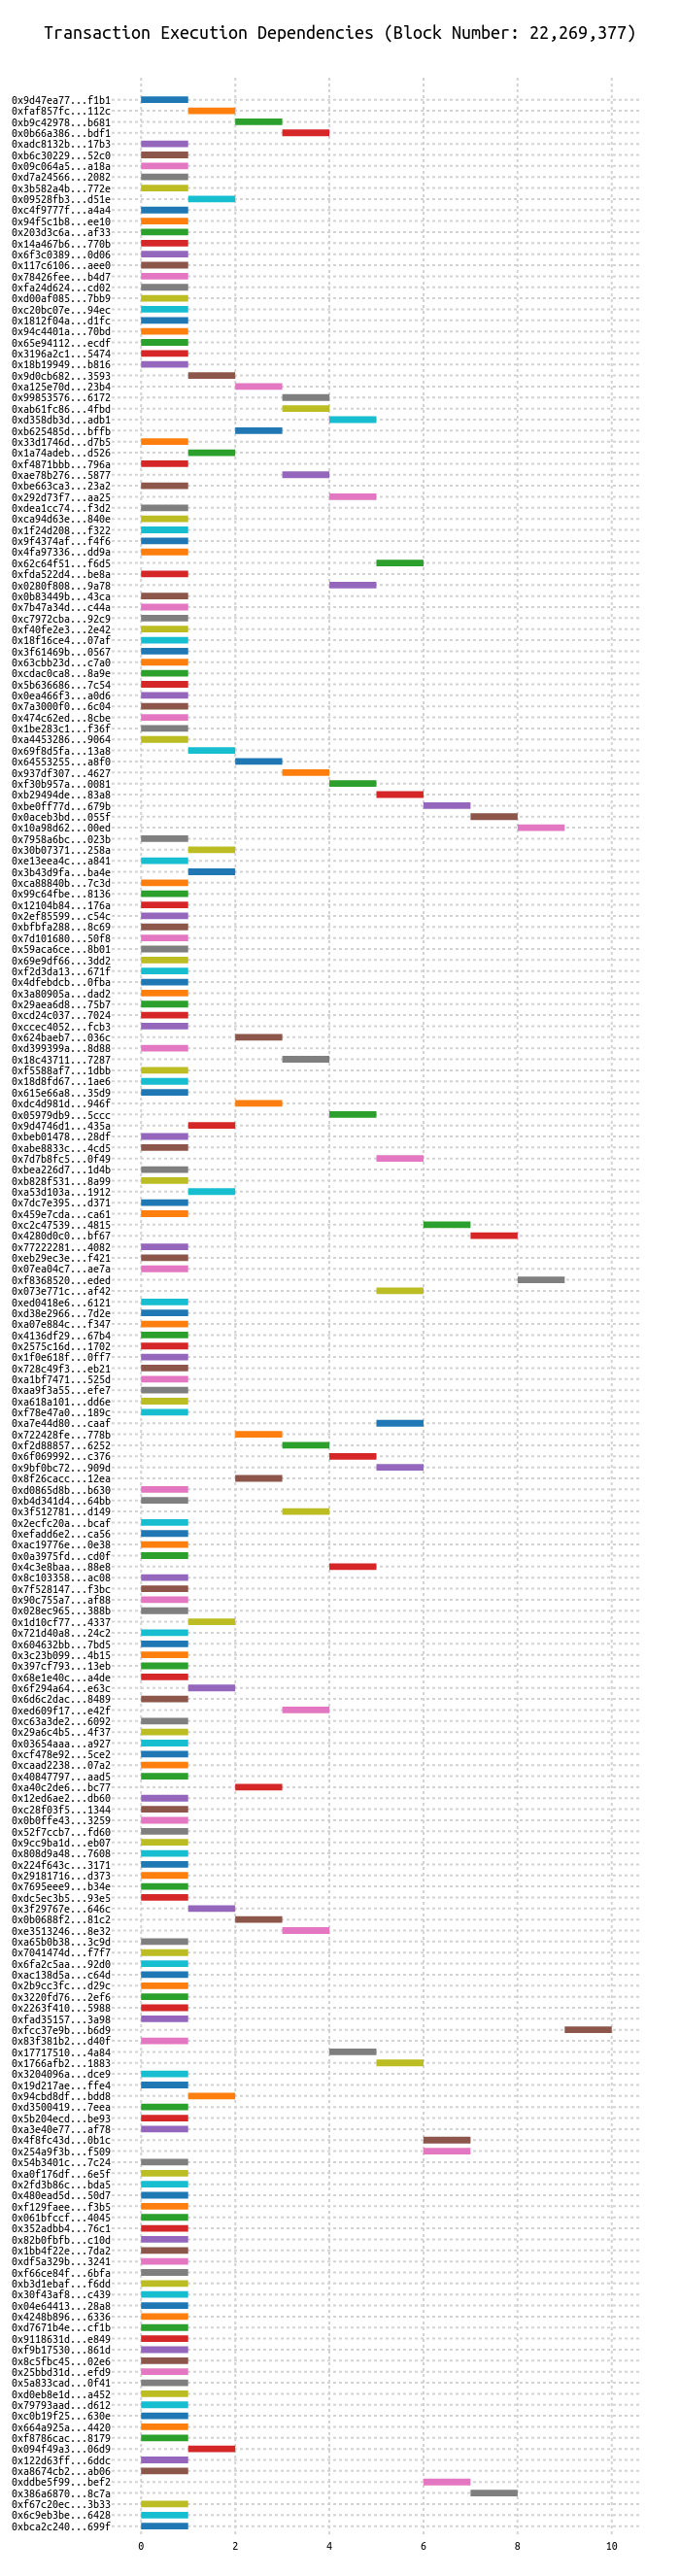 Transaction Execution Dependencies (Block Number: 22,269,377)
0x9d47ea77...f1b1
0xfaf857fc...112c
0xb9c42978...b681
0x0b66a386...bdf1
0xadc8132b...17b3
0xb6c30229...52c0
0x09c064a5...a18a
0xd7a24566...2082
0x3b582a4b...772e
0x09528fb3...d51e
0xc4f9777f...a4a4
0x94f5c1b8...ee10
0x203d3c6a...af33
0x14a467b6...770b
0x6f3c0389...0d06
0x117c6106...aee0
0x78426fee...b4d7
0xfa24d624...cd02
0xd00af085...7bb9
0xc20bc07e...94ec
0x1812f04a...d1fc
0x94c4401a...70bd
0x65e94112...ecdf
0x3196a2c1...5474
0x18b19949...b816
0x9d0cb682...3593
0xa125e70d...23b4
0x99853576...6172
0xab61fc86...4fbd
0xd358db3d...adb1
0xb625485d...bffb
0x33d1746d...d7b5
0x1a74adeb...d526
0xf4871bbb...796a
0xae78b276...5877
0xbe663ca3...23a2
0x292d73f7...aa25
0xdea1cc74...f3d2
0xca94d63e...840e
0x1f24d208...f322
0x9f4374af...f4f6
0x4fa97336...dd9a
0x62c64f51...f6d5
0xfda522d4...be8a
0x0280f808...9a78
0x0b83449b...43ca
0x7b47a34d...c44a
0xc7972cba...92c9
0xf40fe2e3...2e42
0x18f16ce4...07af
0x3f61469b...0567
0x63cbb23d...c7a0
0xcdac0ca8...8a9e
0x5b636686...7c54
0x0ea466f3...a0d6
0x7a3000f0...6c04
0x474c62ed...8cbe
0x1be283c1...f36f
0xa4453286...9064
0x69f8d5fa...13a8
0x64553255...a8f0
0x937df307...4627
0xf30b957a...0081
0xb29494de...83a8
0xbe0ff77d...679b
0x0aceb3bd...055f
0x10a98d62...00ed
0x7958a6bc...023b
0x30b07371...258a
0xe13eea4c...a841
0x3b43d9fa...ba4e
0xca88840b...7c3d
0x99c64fbe...8136
0x12104b84...176a
0x2ef85599...c54c
0xbfbfa288...8c69
0x7d101680...50f8
0x59aca6ce...8b01
0x69e9df66...3dd2
0xf2d3da13...671f
0x4dfebdcb...0fba
0x3a80905a...dad2
0x29aea6d8...75b7
0xcd24c037...7024
0xccec4052...fcb3
0x624baeb7...036c
0xd399399a...8d88
0x18c43711...7287
0xf5588af7...1dbb
0x18d8fd67...1ae6
0x615e66a8...35d9
0xdc4d981d...946f
0x05979db9...5ccc
0x9d4746d1...435a
0xbeb01478...28df
0xabe8833c...4cd5
0x7d7b8fc5...0f49
0xbea226d7...1d4b
0xb828f531...8a99
0xa53d103a...1912
0x7dc7e395...d371
0x459e7cda...ca61
0xc2c47539...4815
0x4280d0c0...bf67
0x77222281...4082
0xeb29ec3e...f421
0x07ea04c7...ae7a
0xf8368520...eded
0x073e771c...af42
0xed0418e6...6121
0xd38e2966...7d2e
0xa07e884c...f347
0x4136df29...67b4
0x2575c16d...1702
0x1f0e618f...0ff7
0x728c49f3...eb21
0xa1bf7471...525d
0xaa9f3a55...efe7
0xa618a101...dd6e
0xf78e47a0...189c
0xa7e44d80...caaf
0x722428fe...778b
0xf2d88857...6252
0x6f069992...c376
0x9bf0bc72...909d
0x8f26cacc...12ea
0xd0865d8b...b630
0xb4d341d4...64bb
0x3f512781...d149
0x2ecfc20a...bcaf
0xefadd6e2...ca56
0xac19776e...0e38
0x0a3975fd...cd0f
0x4c3e8baa...88e8
0x8c103358...ac08
0x7f528147...f3bc
0x90c755a7...af88
0x028ec965...388b
0x1d10cf77...4337
0x721d40a8...24c2
0x604632bb...7bd5
0x3c23b099...4b15
0x397cf793...13eb
0x68e1e40c...a4de
0x6f294a64...e63c
0x6d6c2dac...8489
0xed609f17...e42f
0xc63a3de2...6092
0x29a6c4b5...4f37
0x03654aaa...a927
0xcf478e92...5ce2
0xcaad2238...07a2
0x40847797...aad5
0xa40c2de6...bc77
0x12ed6ae2...db60
0xc28f03f5...1344
0x0b0ffe43...3259
0x52f7ccb7...fd60
0x9cc9ba1d...eb07
0x808d9a48...7608
0x224f643c...3171
0x29181716...d373
0x7695eee9...b34e
0xdc5ec3b5...93e5
0x3f29767e...646c
0x0b0688f2...81c2
0xe3513246...8e32
0xa65b0b38...3c9d
0x7041474d...f7f7
0x6fa2c5aa...92d0
0xac138d5a...c64d
0x2b9cc3fc...d29c
0x3220fd76...2ef6
0x2263f410...5988
0xfad35157...3a98
0xfcc37e9b...b6d9
0x83f381b2...d40f
0x17717510...4a84
0x1766afb2...1883
0x3204096a...dce9
0x19d217ae...ffe4
0x94cbd8df...bdd8
0xd3500419...7eea
0x5b204ecd...be93
0xa3e40e77...af78
0x4f8fc43d...0b1c
0x254a9f3b...f509
0x54b3401c...7c24
0xa0f176df...6e5f
0x2fd3b86c...bda5
0x480ead5d...50d7
0xf129faee...f3b5
0x061bfccf...4045
0x352adbb4...76c1
0x82b0fbfb...c10d
0x1bb4f22e...7da2
0xdf5a329b...3241
0xf66ce84f...6bfa
0xb3d1ebaf...f6dd
0x30f43af8...c439
0x04e64413...28a8
0x4248b896...6336
0xd7671b4e...cf1b
0x9118631d...e849
0xf9b17530...861d
0x8c5fbc45...02e6
0x25bbd31d...efd9
0x5a833cad...0f41
0xd0eb8e1d...a452
0x79793aad...d612
0xc0b19f25...630e
0x664a925a...4420
0xf8786cac...8179
0x094f49a3...06d9
0x122d63ff...6ddc
0xa8674cb2...ab06
0xddbe5f99...bef2
0x386a6870...8c7a
0xf67c20ec...3b33
0x6c9eb3be...6428
0xbca2c240...699f
0 2 4 6 8 10